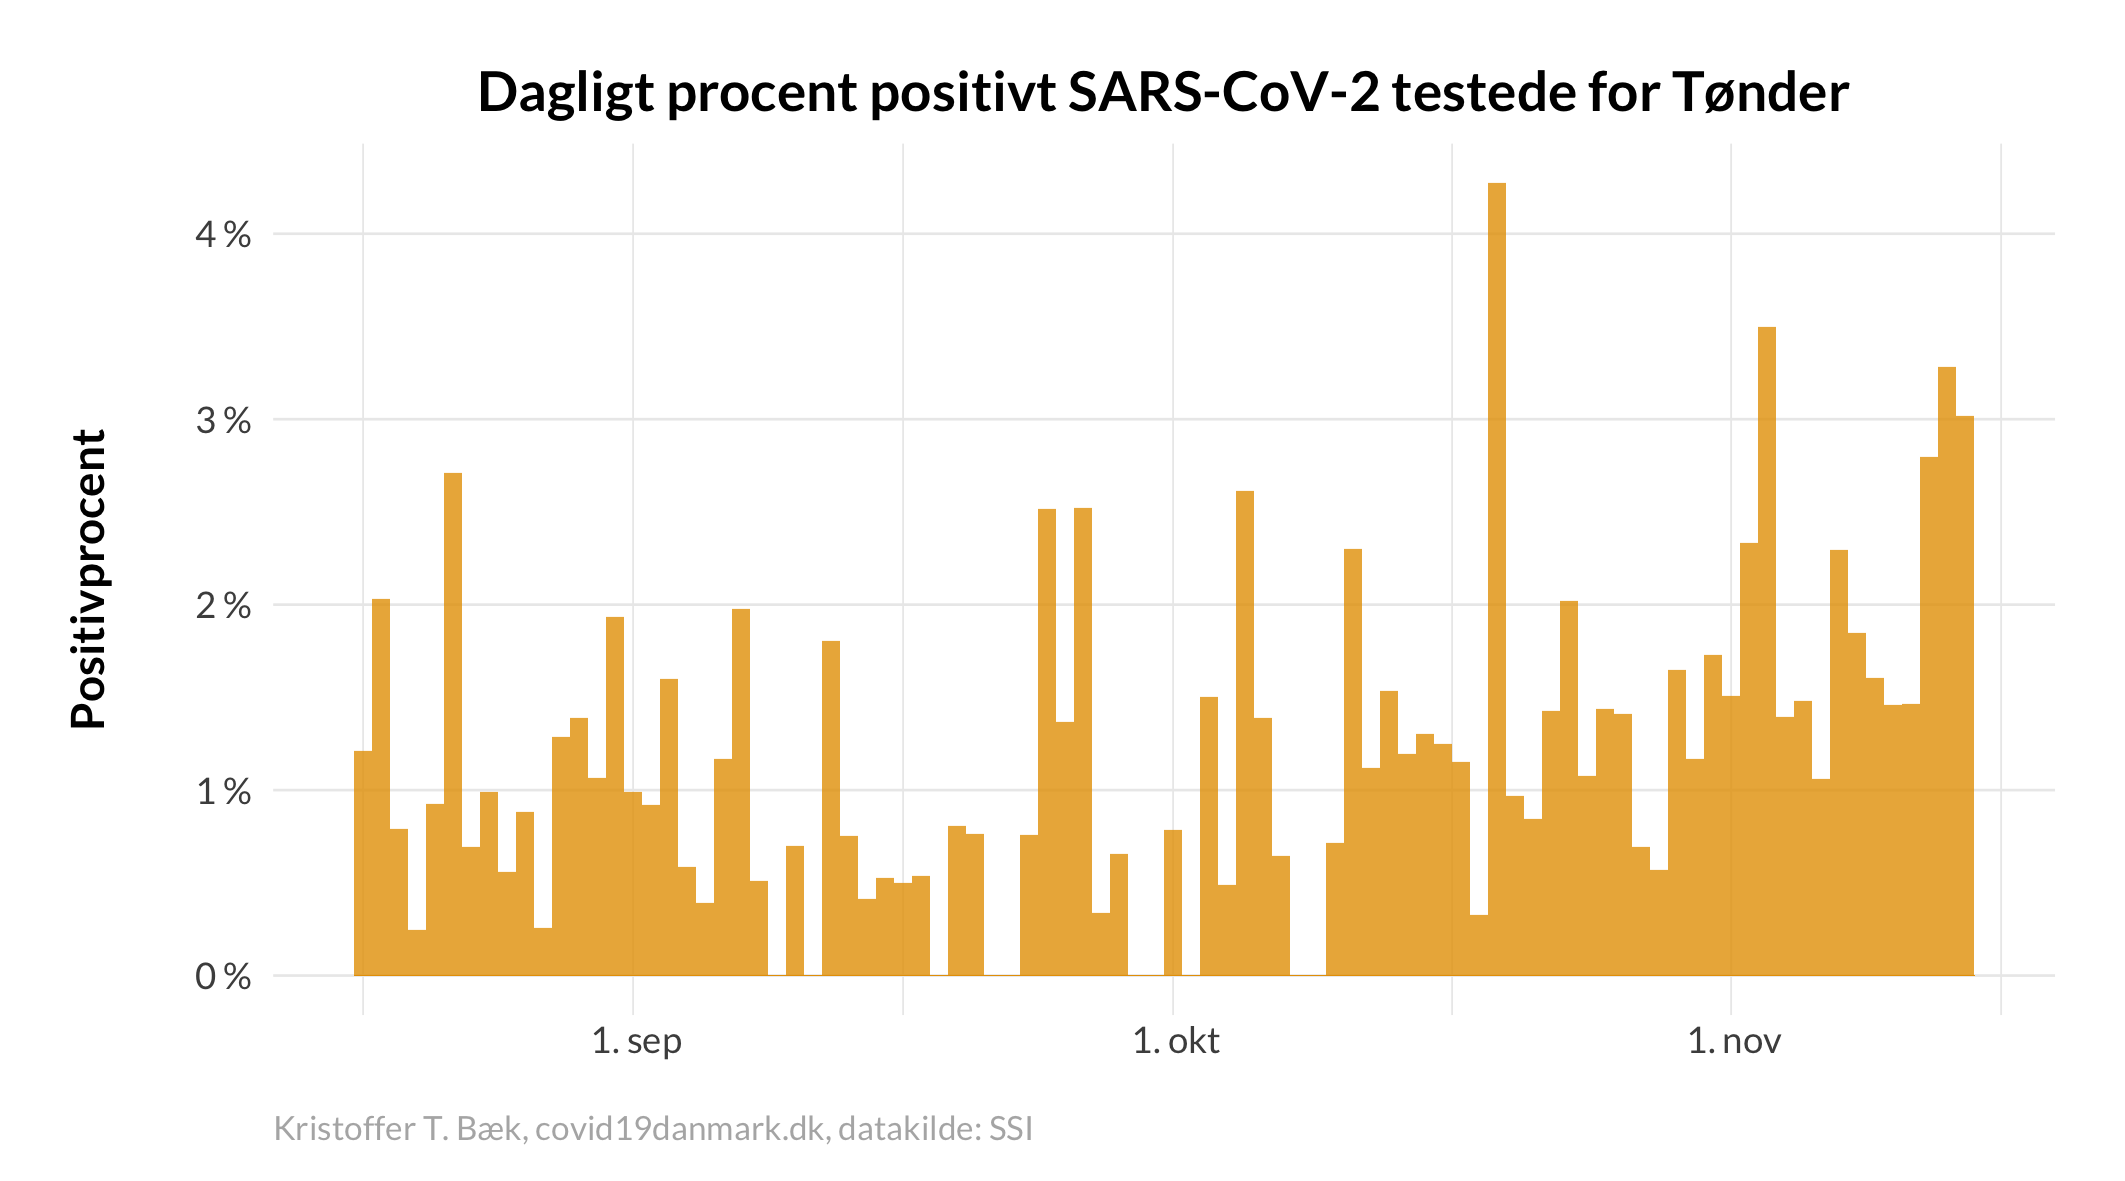 Dagligt procent positivt SARS-CoV-2 testede for Tønder
Positivprocent
4 %
3 %
2 %
1 %
0 %
1. sep
1. okt
1. nov
Kristoffer T. Bæk, covid19danmark.dk, datakilde: SSI